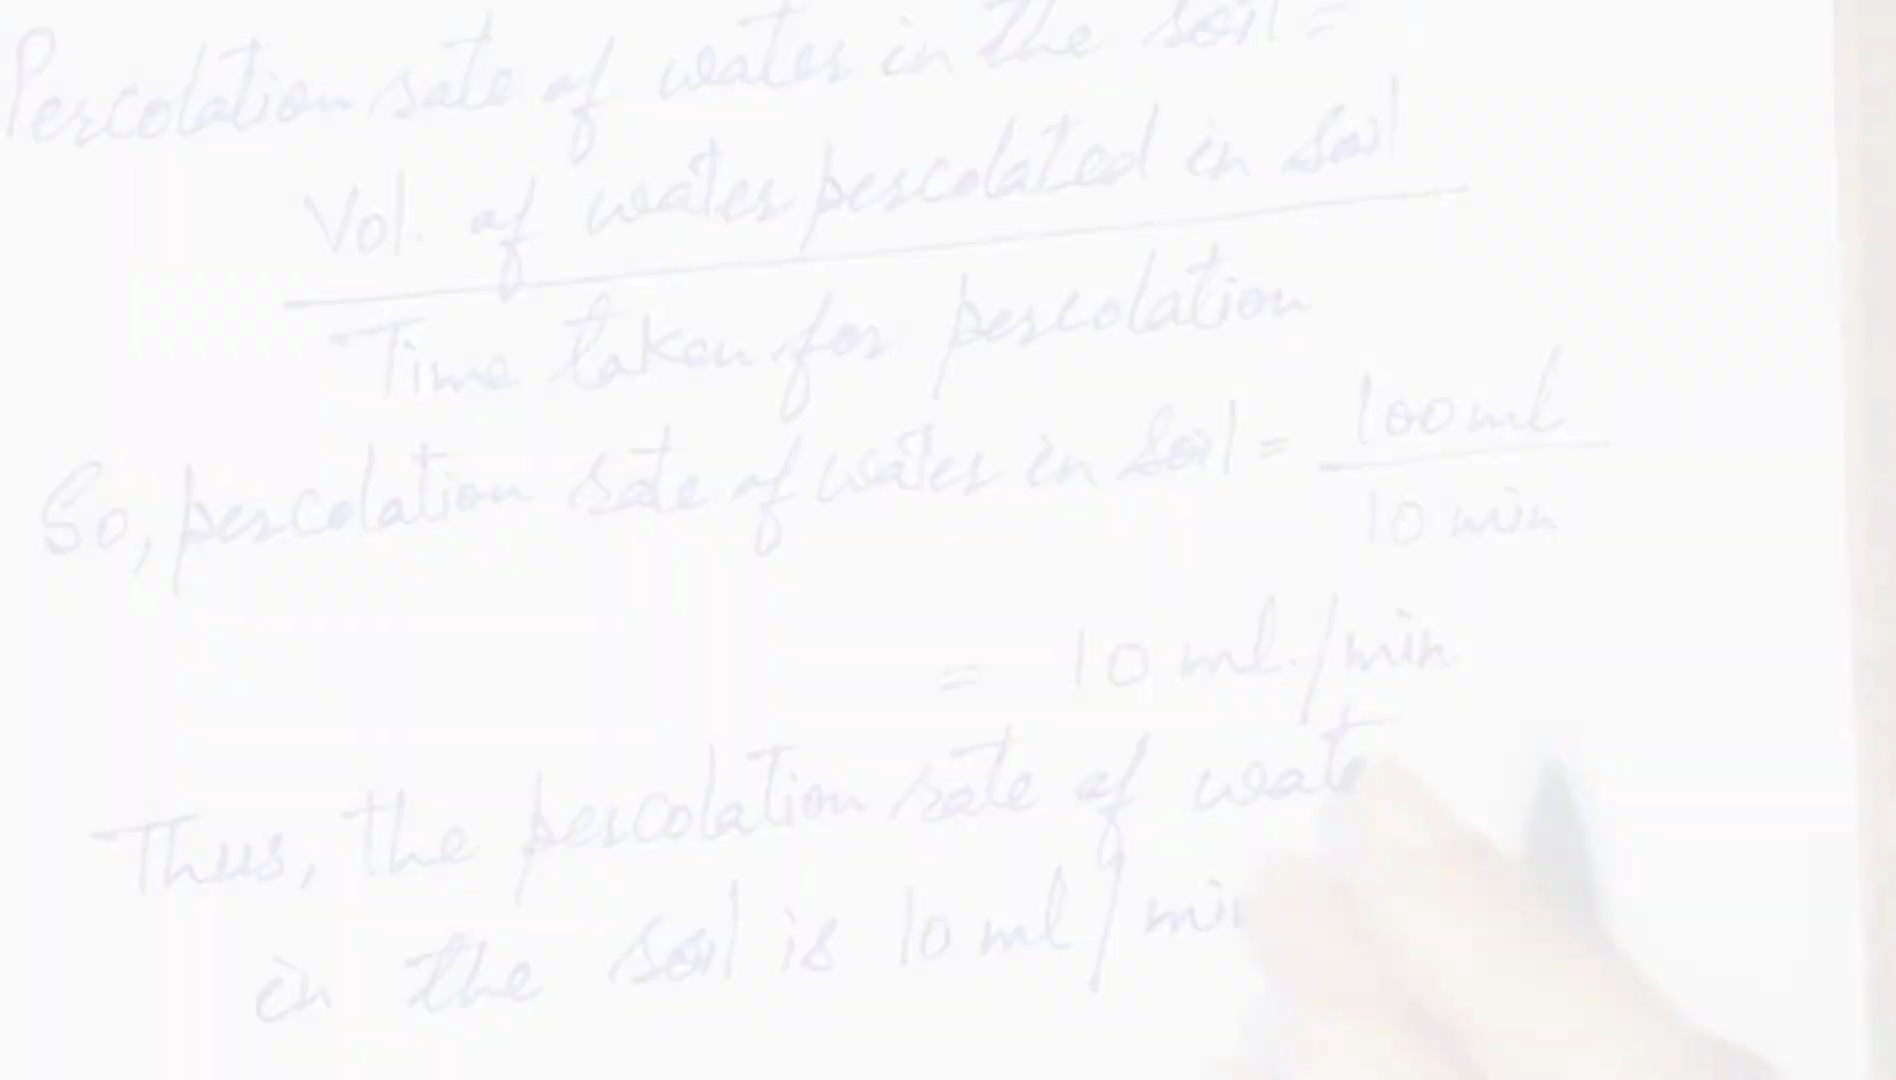 Percolation rate of water in the soil =
Vol. of water percolated in soil
Time taken for percolation
So, percolation rate of water in soil = 100 ml
10 min
= 10 ml./min.
Thus, the percolation rate of wate
in the soil is 10 ml/min